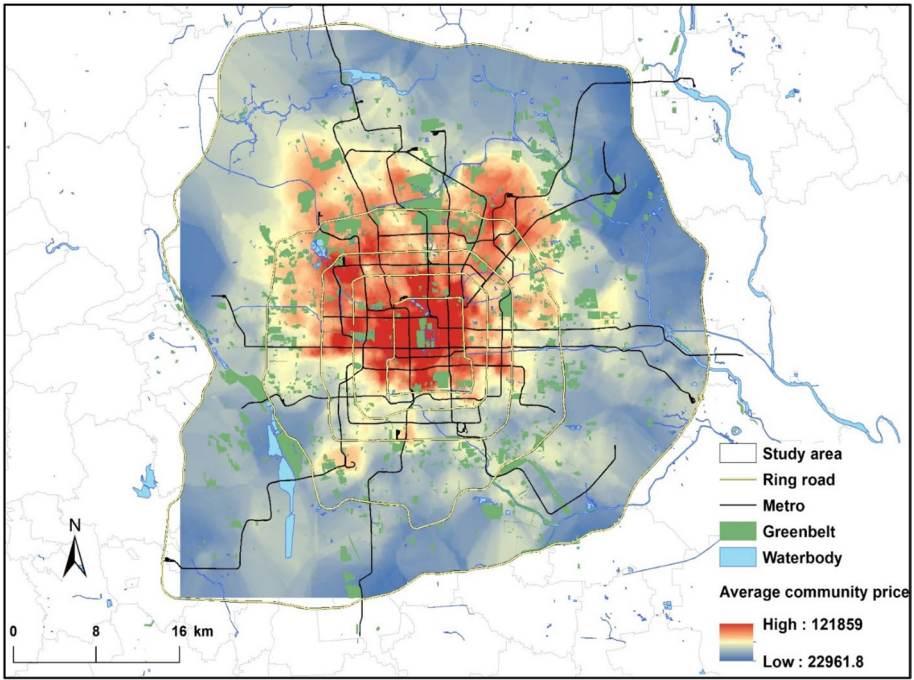 N
0 8 16 km
Study area
Ring road
Metro
Greenbelt
Waterbody
Average community price
High : 121859
Low : 22961.8